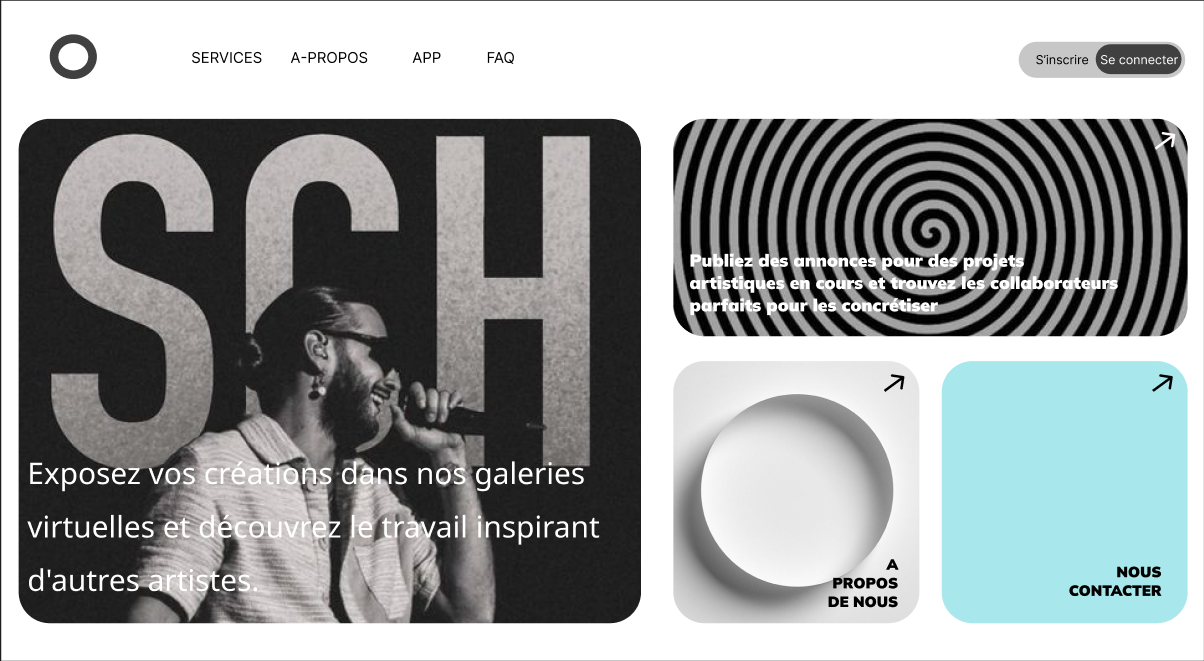 SERVICES
A-PROPOS
APP
FAQ
S'inscrire
Se connecter
SCH
Exposez vos créations dans nos galeries
virtuelles et découvrez le travail inspirant
d'autres artistes.
Publiez des annonces pour des projets
artistiques en cours et trouvez les collaborateurs
parfaits pour les concrétiser
A
PROPOS
DE NOUS
NOUS
CONTACTER